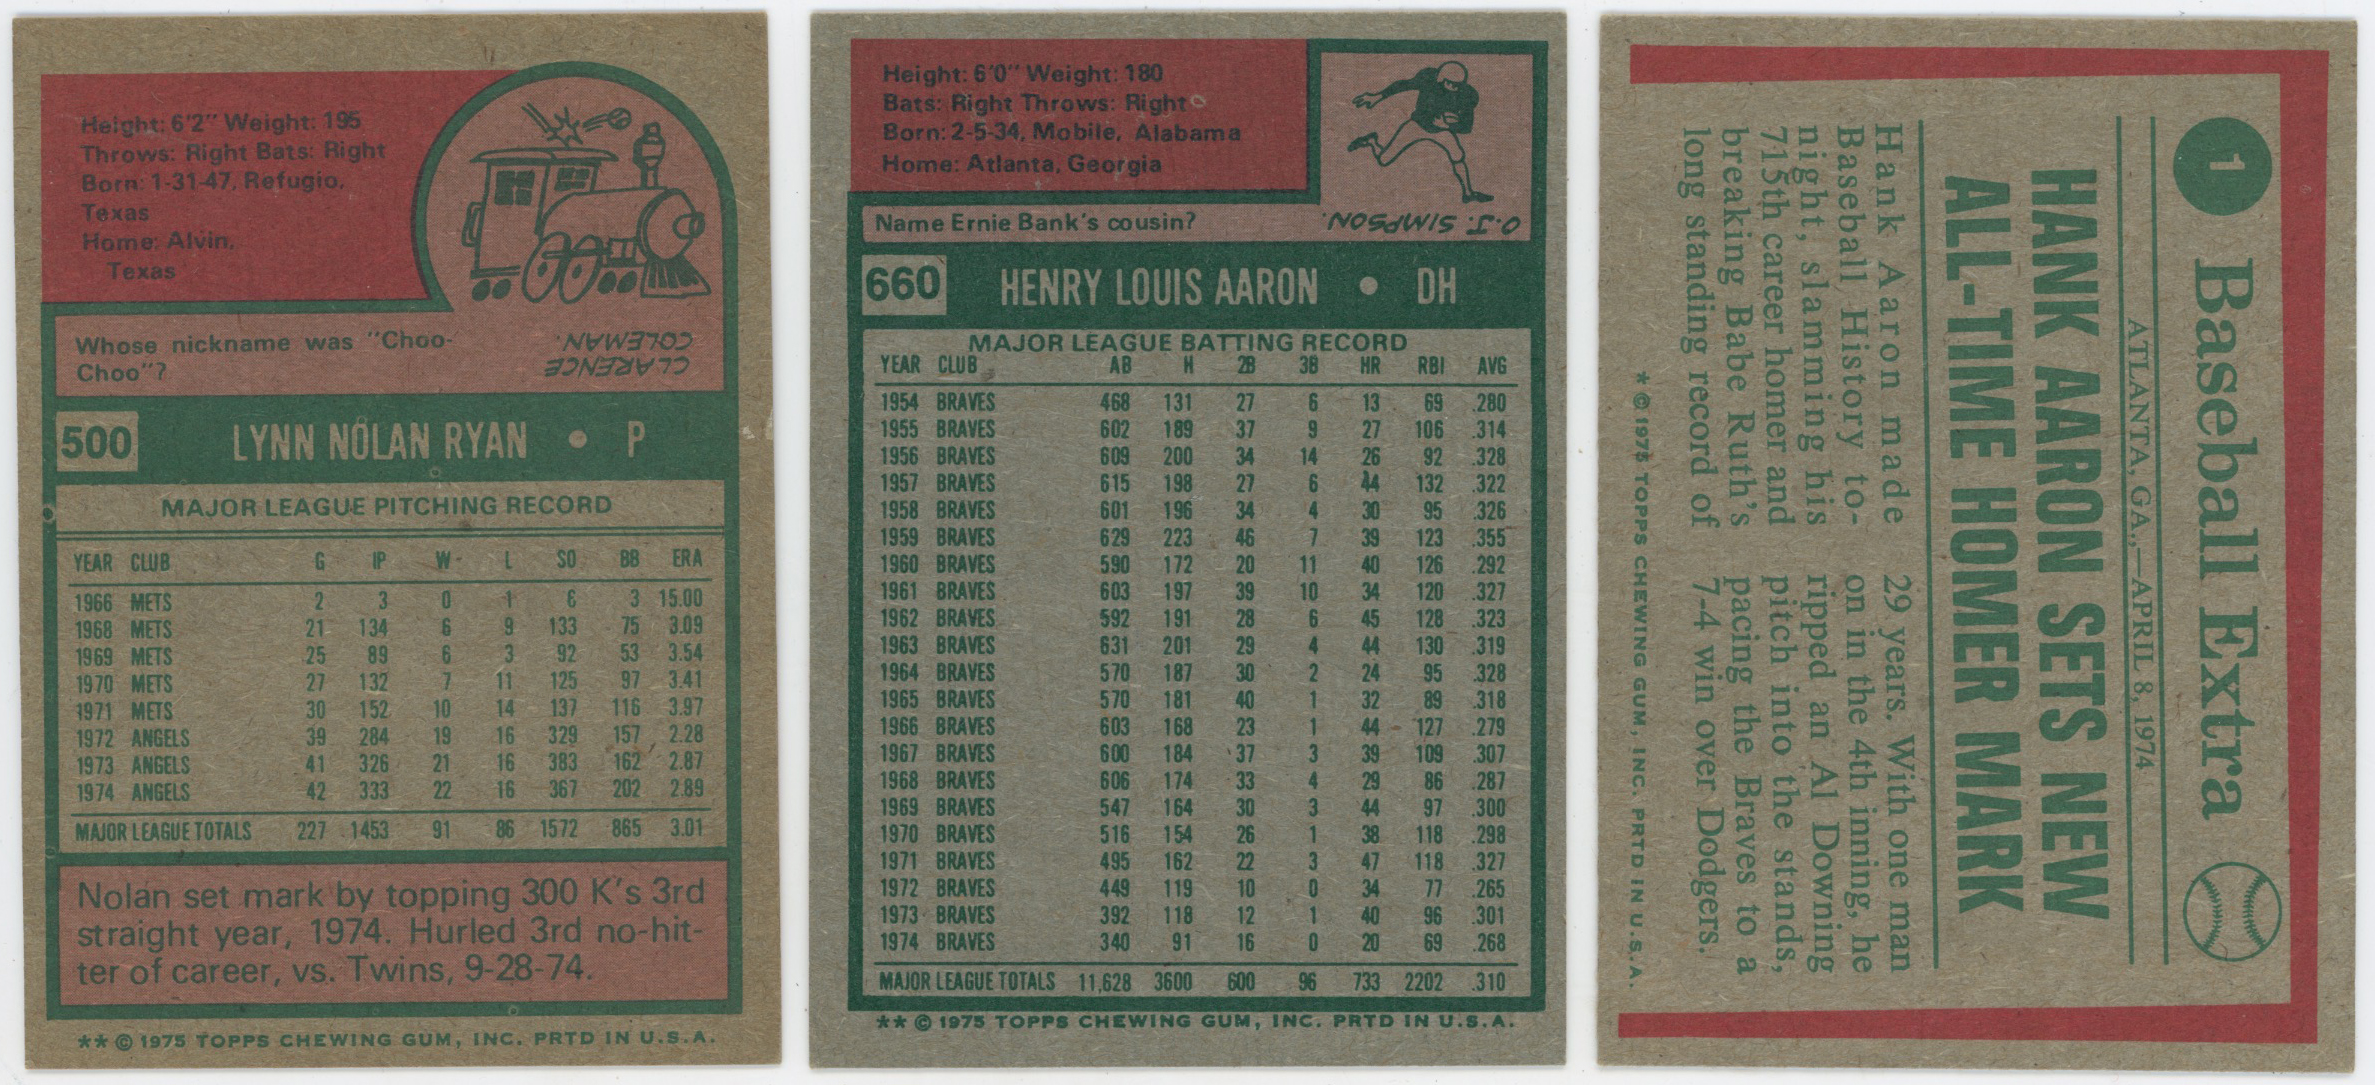 Height: 6'2" Weight: 195
Throws: Right Bats: Right
Born: 1-31-47, Refugio,
Texas
Home: Alvin,
Texas
Whose nickname was "Choo-
Choo"?
CLARENCE
COLEMAN.
500 LYNN NOLAN RYAN • P
MAJOR LEAGUE PITCHING RECORD
YEAR CLUB G IP W L SO BB ERA
1966 METS 2 3 0 1 6 3 15.00
1968 METS 21 134 6 9 133 75 3.09
1969 METS 25 89 6 3 92 53 3.54
1970 METS 27 132 7 11 125 97 3.41
1971 METS 30 152 10 14 137 116 3.97
1972 ANGELS 39 284 19 16 329 157 2.28
1973 ANGELS 41 326 21 16 383 162 2.87
1974 ANGELS 42 333 22 16 367 202 2.89
MAJOR LEAGUE TOTALS 227 1453 91 86 1572 865 3.01
Nolan set mark by topping 300 K's 3rd
straight year, 1974. Hurled 3rd no-hit-
ter of career, vs. Twins, 9-28-74.
** © 1975 TOPPS CHEWING GUM, INC. PRTD IN U.S.A.
Height: 6'0" Weight: 180
Bats: Right Throws: Right
Born: 2-5-34, Mobile, Alabama
Home: Atlanta, Georgia
Name Ernie Bank's cousin?
O.J. SIMPSON.
660 HENRY LOUIS AARON • DH
MAJOR LEAGUE BATTING RECORD
YEAR CLUB AB H 2B 3B HR RBI AVG
1954 BRAVES 468 131 27 6 13 69 .280
1955 BRAVES 602 189 37 9 27 106 .314
1956 BRAVES 609 200 34 14 26 92 .328
1957 BRAVES 615 198 27 6 44 132 .322
1958 BRAVES 601 196 34 4 30 95 .326
1959 BRAVES 629 223 46 7 39 123 .355
1960 BRAVES 590 172 20 11 40 126 .292
1961 BRAVES 603 197 39 10 34 120 .327
1962 BRAVES 592 191 28 6 45 128 .323
1963 BRAVES 631 201 29 4 44 130 .319
1964 BRAVES 570 187 30 2 24 95 .328
1965 BRAVES 570 181 40 1 32 89 .318
1966 BRAVES 603 168 23 1 44 127 .279
1967 BRAVES 600 184 37 3 39 109 .307
1968 BRAVES 606 174 33 4 29 86 .287
1969 BRAVES 547 164 30 3 44 97 .300
1970 BRAVES 516 154 26 1 38 118 .298
1971 BRAVES 495 162 22 3 47 118 .327
1972 BRAVES 449 119 10 0 34 77 .265
1973 BRAVES 392 118 12 1 40 96 .301
1974 BRAVES 340 91 16 0 20 69 .268
MAJOR LEAGUE TOTALS 11,628 3600 600 96 733 2202 .310
** © 1975 TOPPS CHEWING GUM, INC. PRTD IN U.S.A.
1 Baseball Extra
ATLANTA, GA.,—APRIL 8, 1974
HANK AARON SETS NEW
ALL-TIME HOMER MARK
Hank Aaron made
Baseball History to-
night, slamming his
715th career homer and
breaking Babe Ruth's
long standing record of
29 years. With one man
on in the 4th inning, he
ripped an Al Downing
pitch into the stands,
pacing the Braves to a
7-4 win over Dodgers.
* © 1975 TOPPS CHEWING GUM, INC. PRTD IN U.S.A.